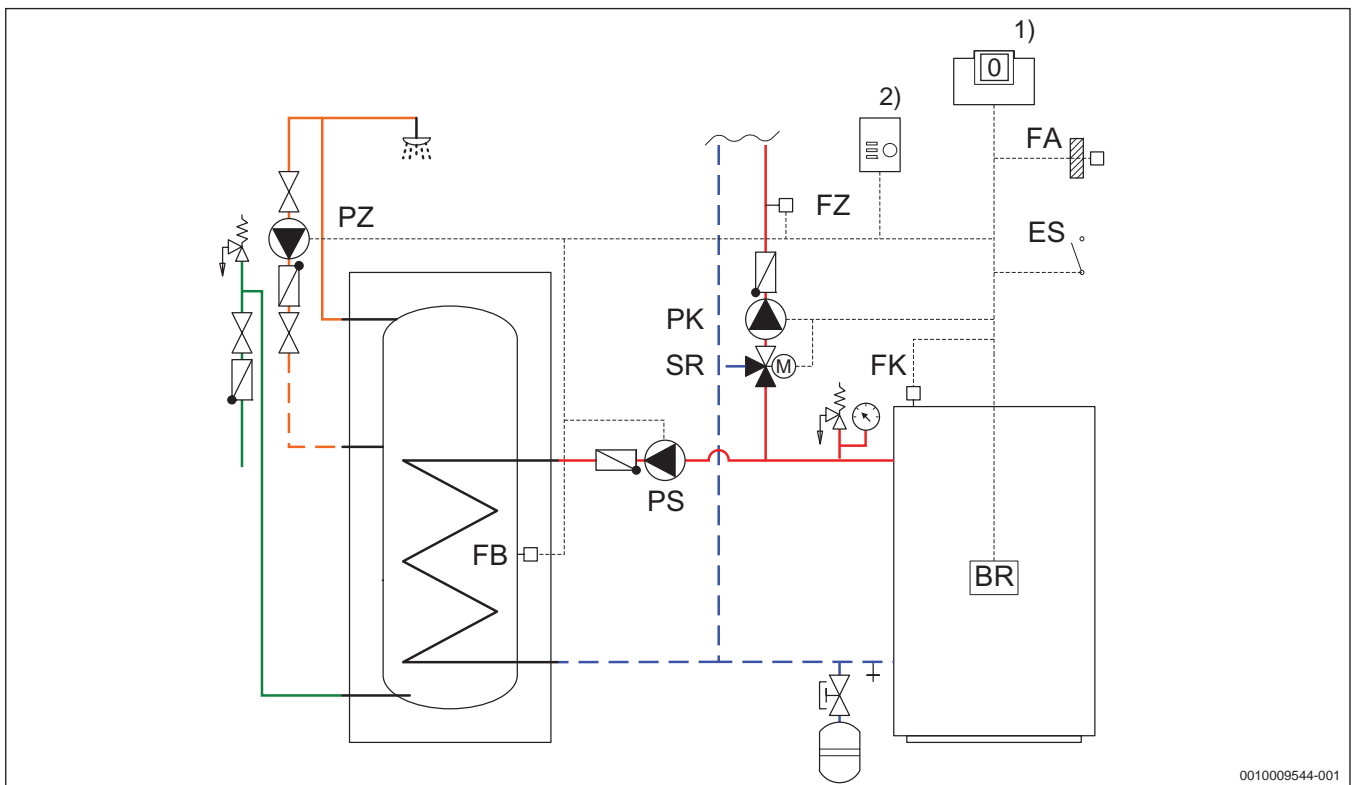 1)
0
2)
FA
PZ
FZ
ES
PK
SR
M
FK
PS
FB
BR
0010009544-001